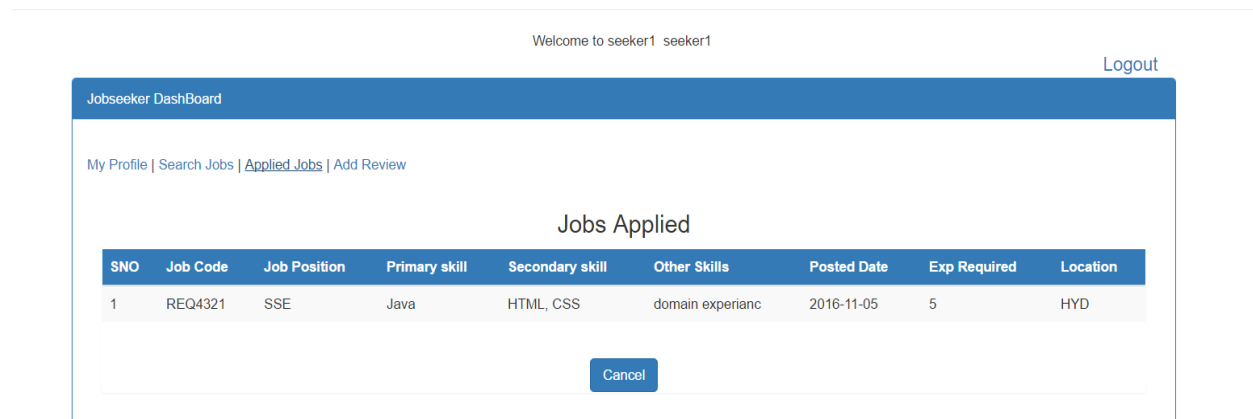 Welcome to seeker1  seeker1
Logout
Jobseeker DashBoard
My Profile | Search Jobs | Applied Jobs | Add Review
Jobs Applied
SNO Job Code Job Position Primary skill Secondary skill Other Skills Posted Date Exp Required Location
1 REQ4321 SSE Java HTML, CSS domain experianc 2016-11-05 5 HYD
Cancel